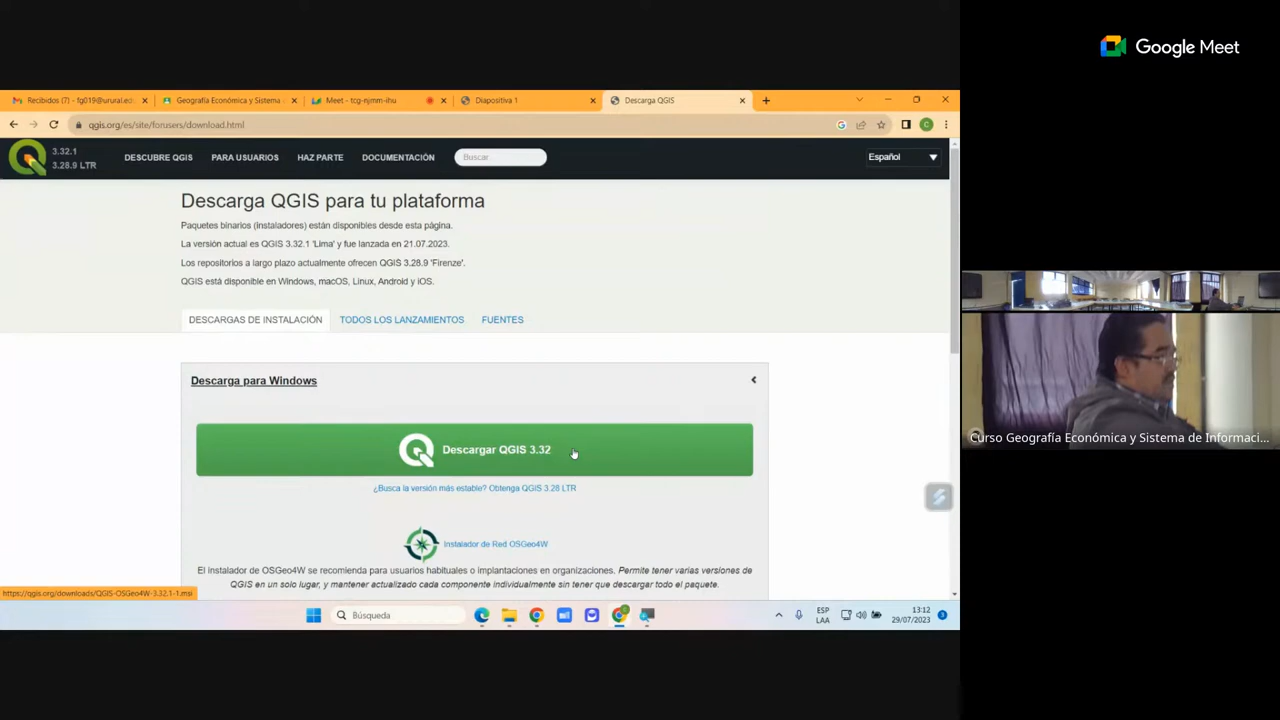 Google Meet
Recibidos (7) - fg019@urural.ed
Geografía Económica y Sistema
Meet - tcg-njmm-ihu
Diapositiva 1
Descarga QGIS
qgis.org/es/site/forusers/download.html
3.32.1
3.28.9 LTR
DESCUBRE QGIS
PARA USUARIOS
HAZ PARTE
DOCUMENTACIÓN
Buscar
Español
Descarga QGIS para tu plataforma
Paquetes binarios (instaladores) están disponibles desde esta página.
La versión actual es QGIS 3.32.1 'Lima' y fue lanzada en 21.07.2023.
Los repositorios a largo plazo actualmente ofrecen QGIS 3.28.9 'Firenze'.
QGIS está disponible en Windows, macOS, Linux, Android y iOS.
DESCARGAS DE INSTALACIÓN
TODOS LOS LANZAMIENTOS
FUENTES
Descarga para Windows
Descargar QGIS 3.32
¿Busca la versión más estable? Obtenga QGIS 3.28 LTR
Instalador de Red OSGeo4W
El instalador de OSGeo4W se recomienda para usuarios habituales o implantaciones en organizaciones. Permite tener varias versiones de
QGIS en un solo lugar, y mantener actualizado cada componente individualmente sin tener que descargar todo el paquete.
https://qgis.org/downloads/QGIS-OSGeo4W-3.32.1-1.msi
Búsqueda
ESP
LAA
13:12
29/07/2023
3
Curso Geografía Económica y Sistema de Informaci...